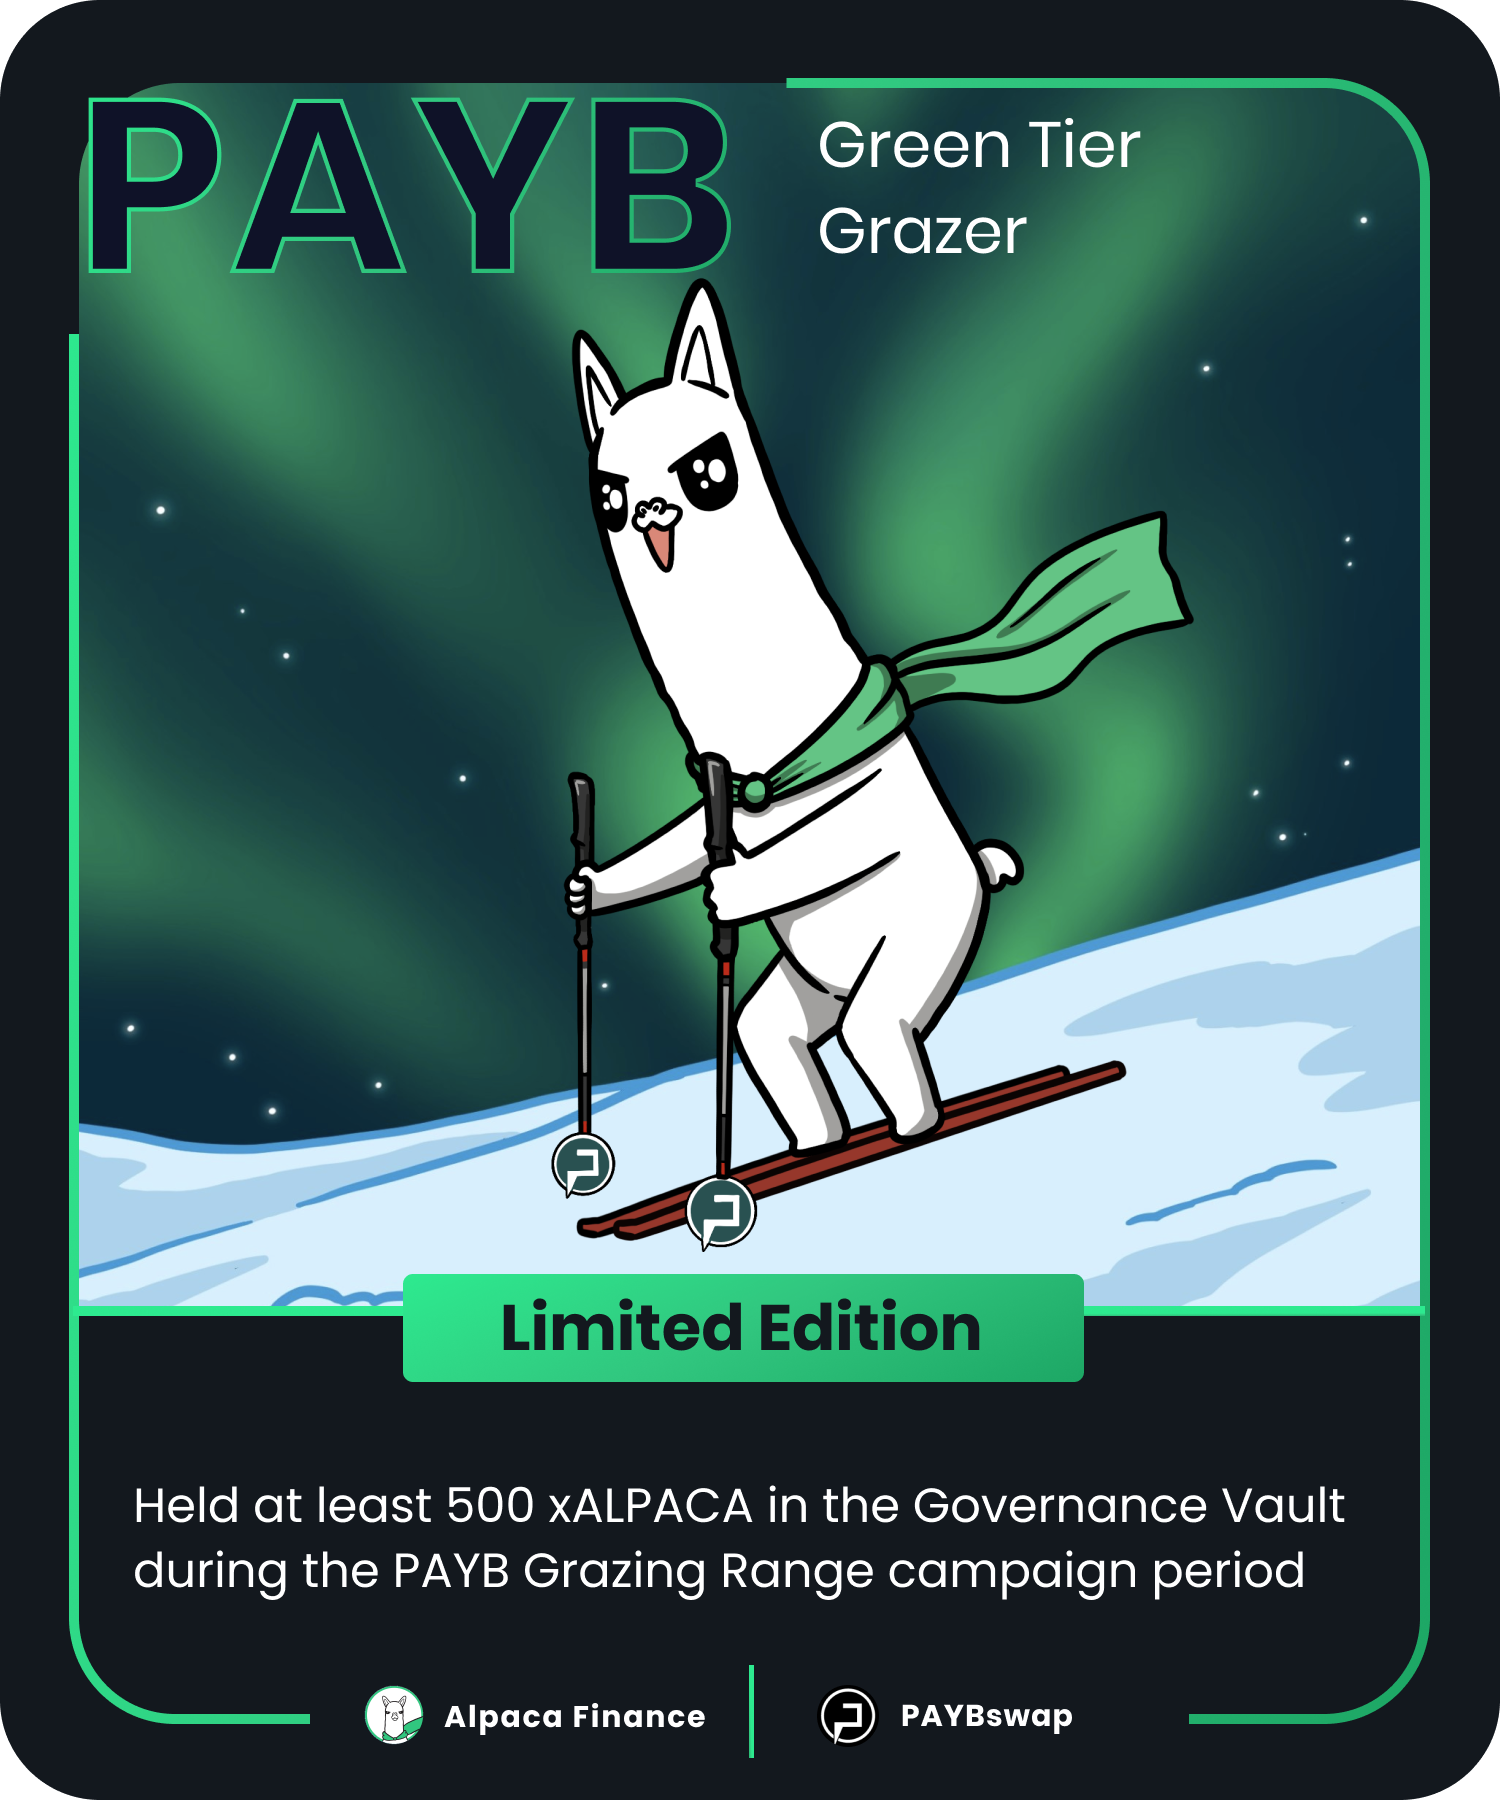 PAYB
Green Tier
Grazer
Limited Edition
Held at least 500 xALPACA in the Governance Vault
during the PAYB Grazing Range campaign period
Alpaca Finance
PAYBswap